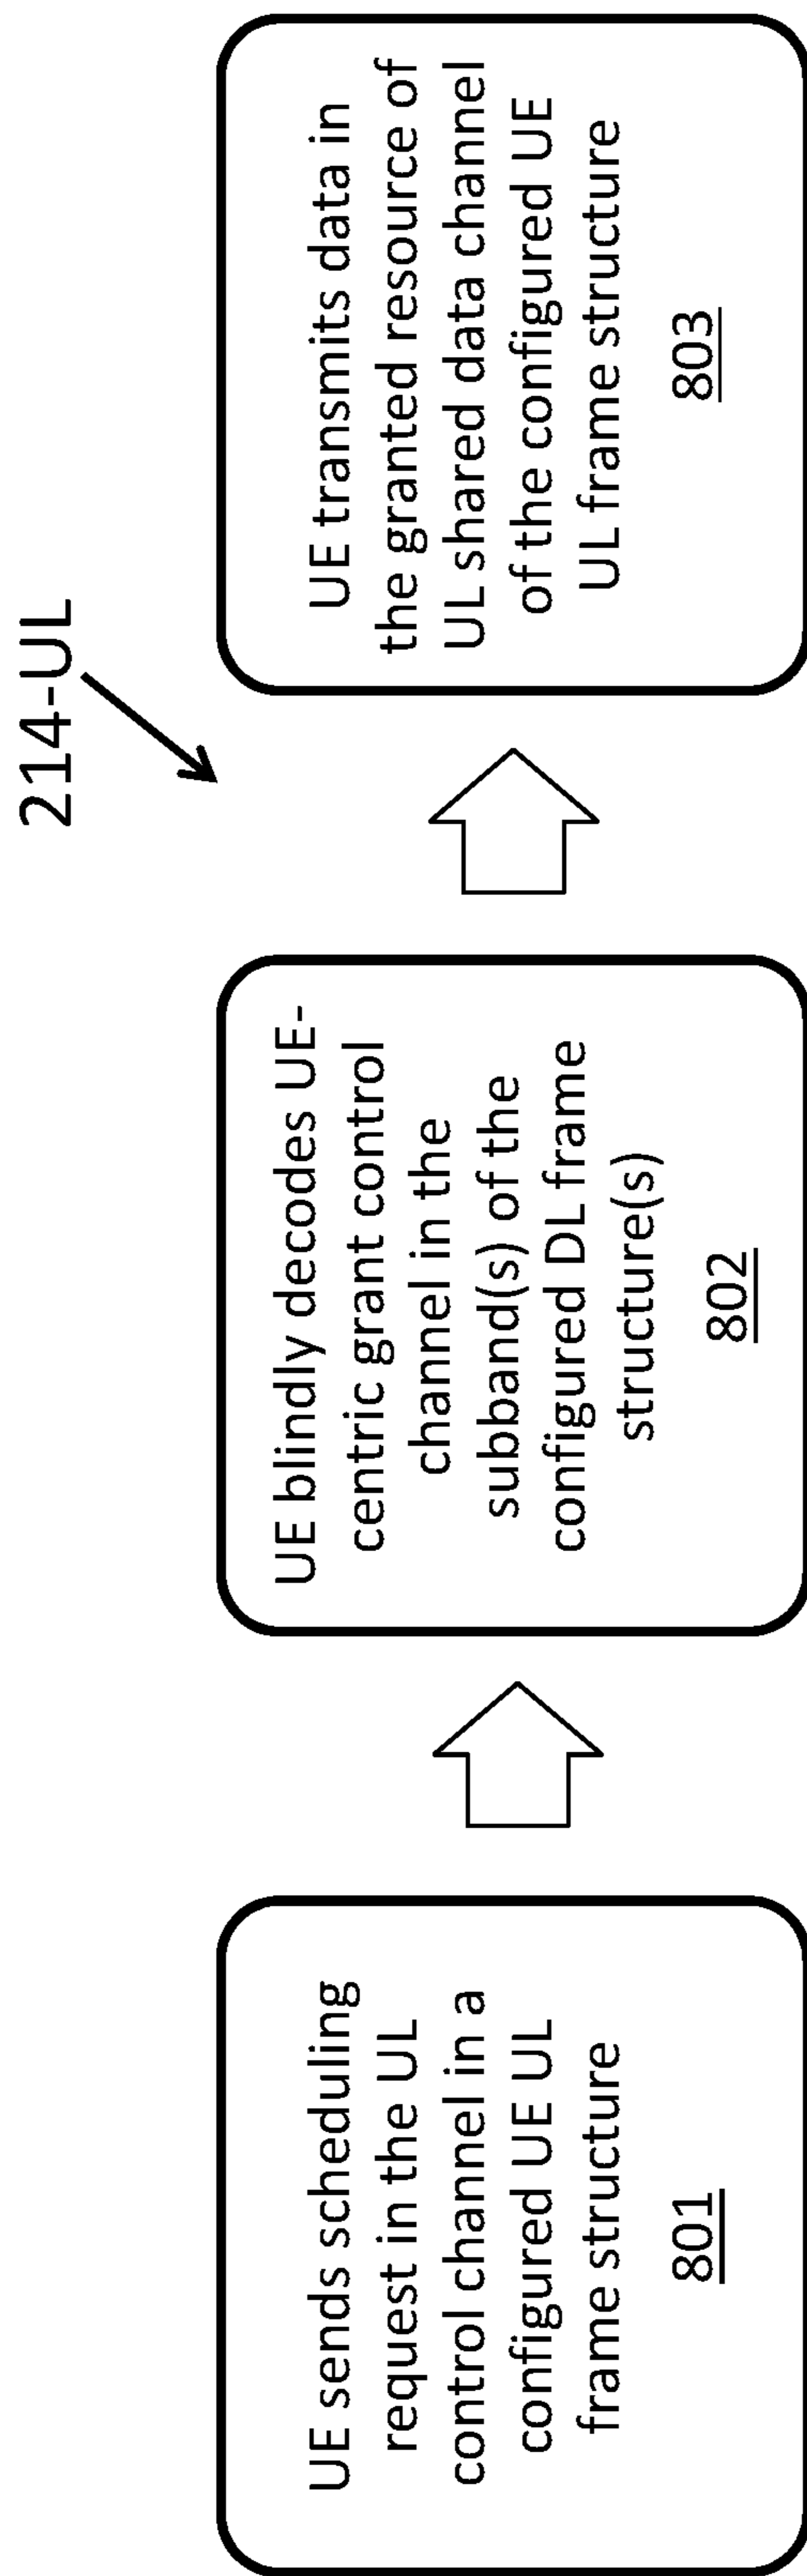 214-UL
UE sends scheduling
request in the UL
control channel in a
configured UE UL
frame structure
801
UE blindly decodes UE-
centric grant control
channel in the
subband(s) of the
configured DL frame
structure(s)
802
UE transmits data in
the granted resource of
UL shared data channel
of the configured UE
UL frame structure
803